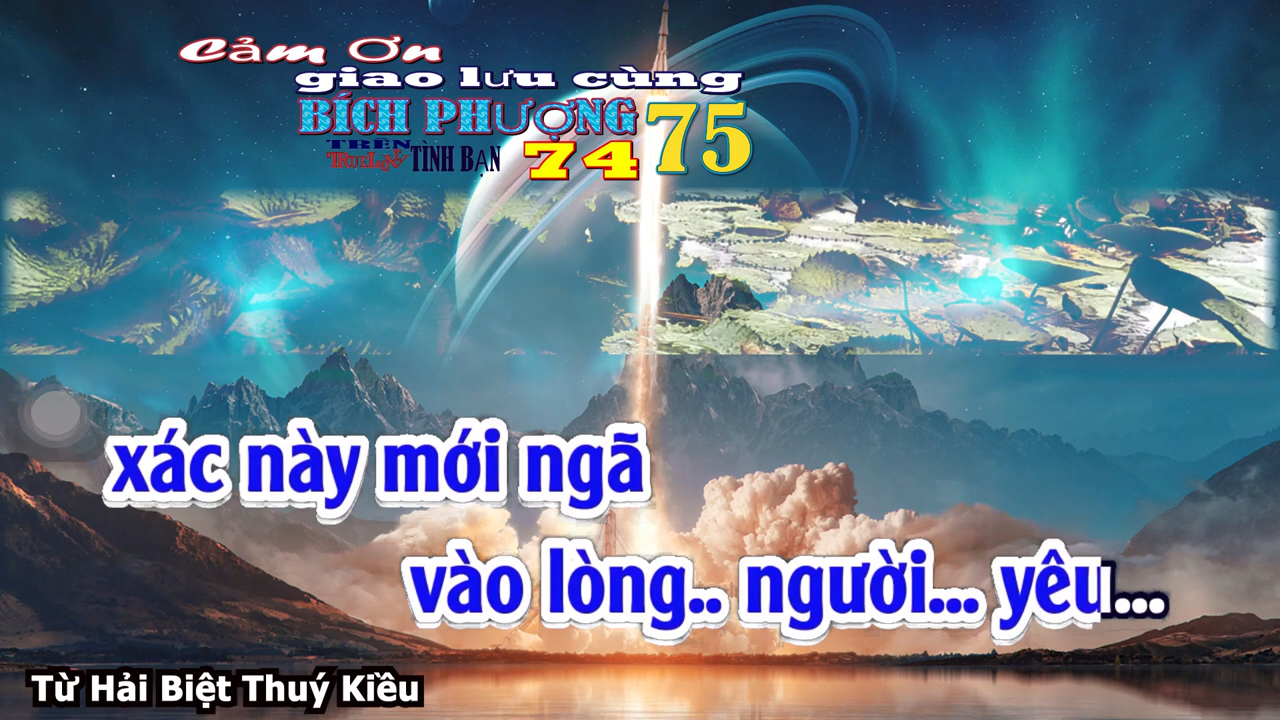 Cảm Ơn
giao lưu cùng
BÍCH PHƯỢNG 75
TRÊN
TÌNH BẠN 74
xác này mới ngã
vào lòng.. người... yêu...
Từ Hải Biệt Thuý Kiều